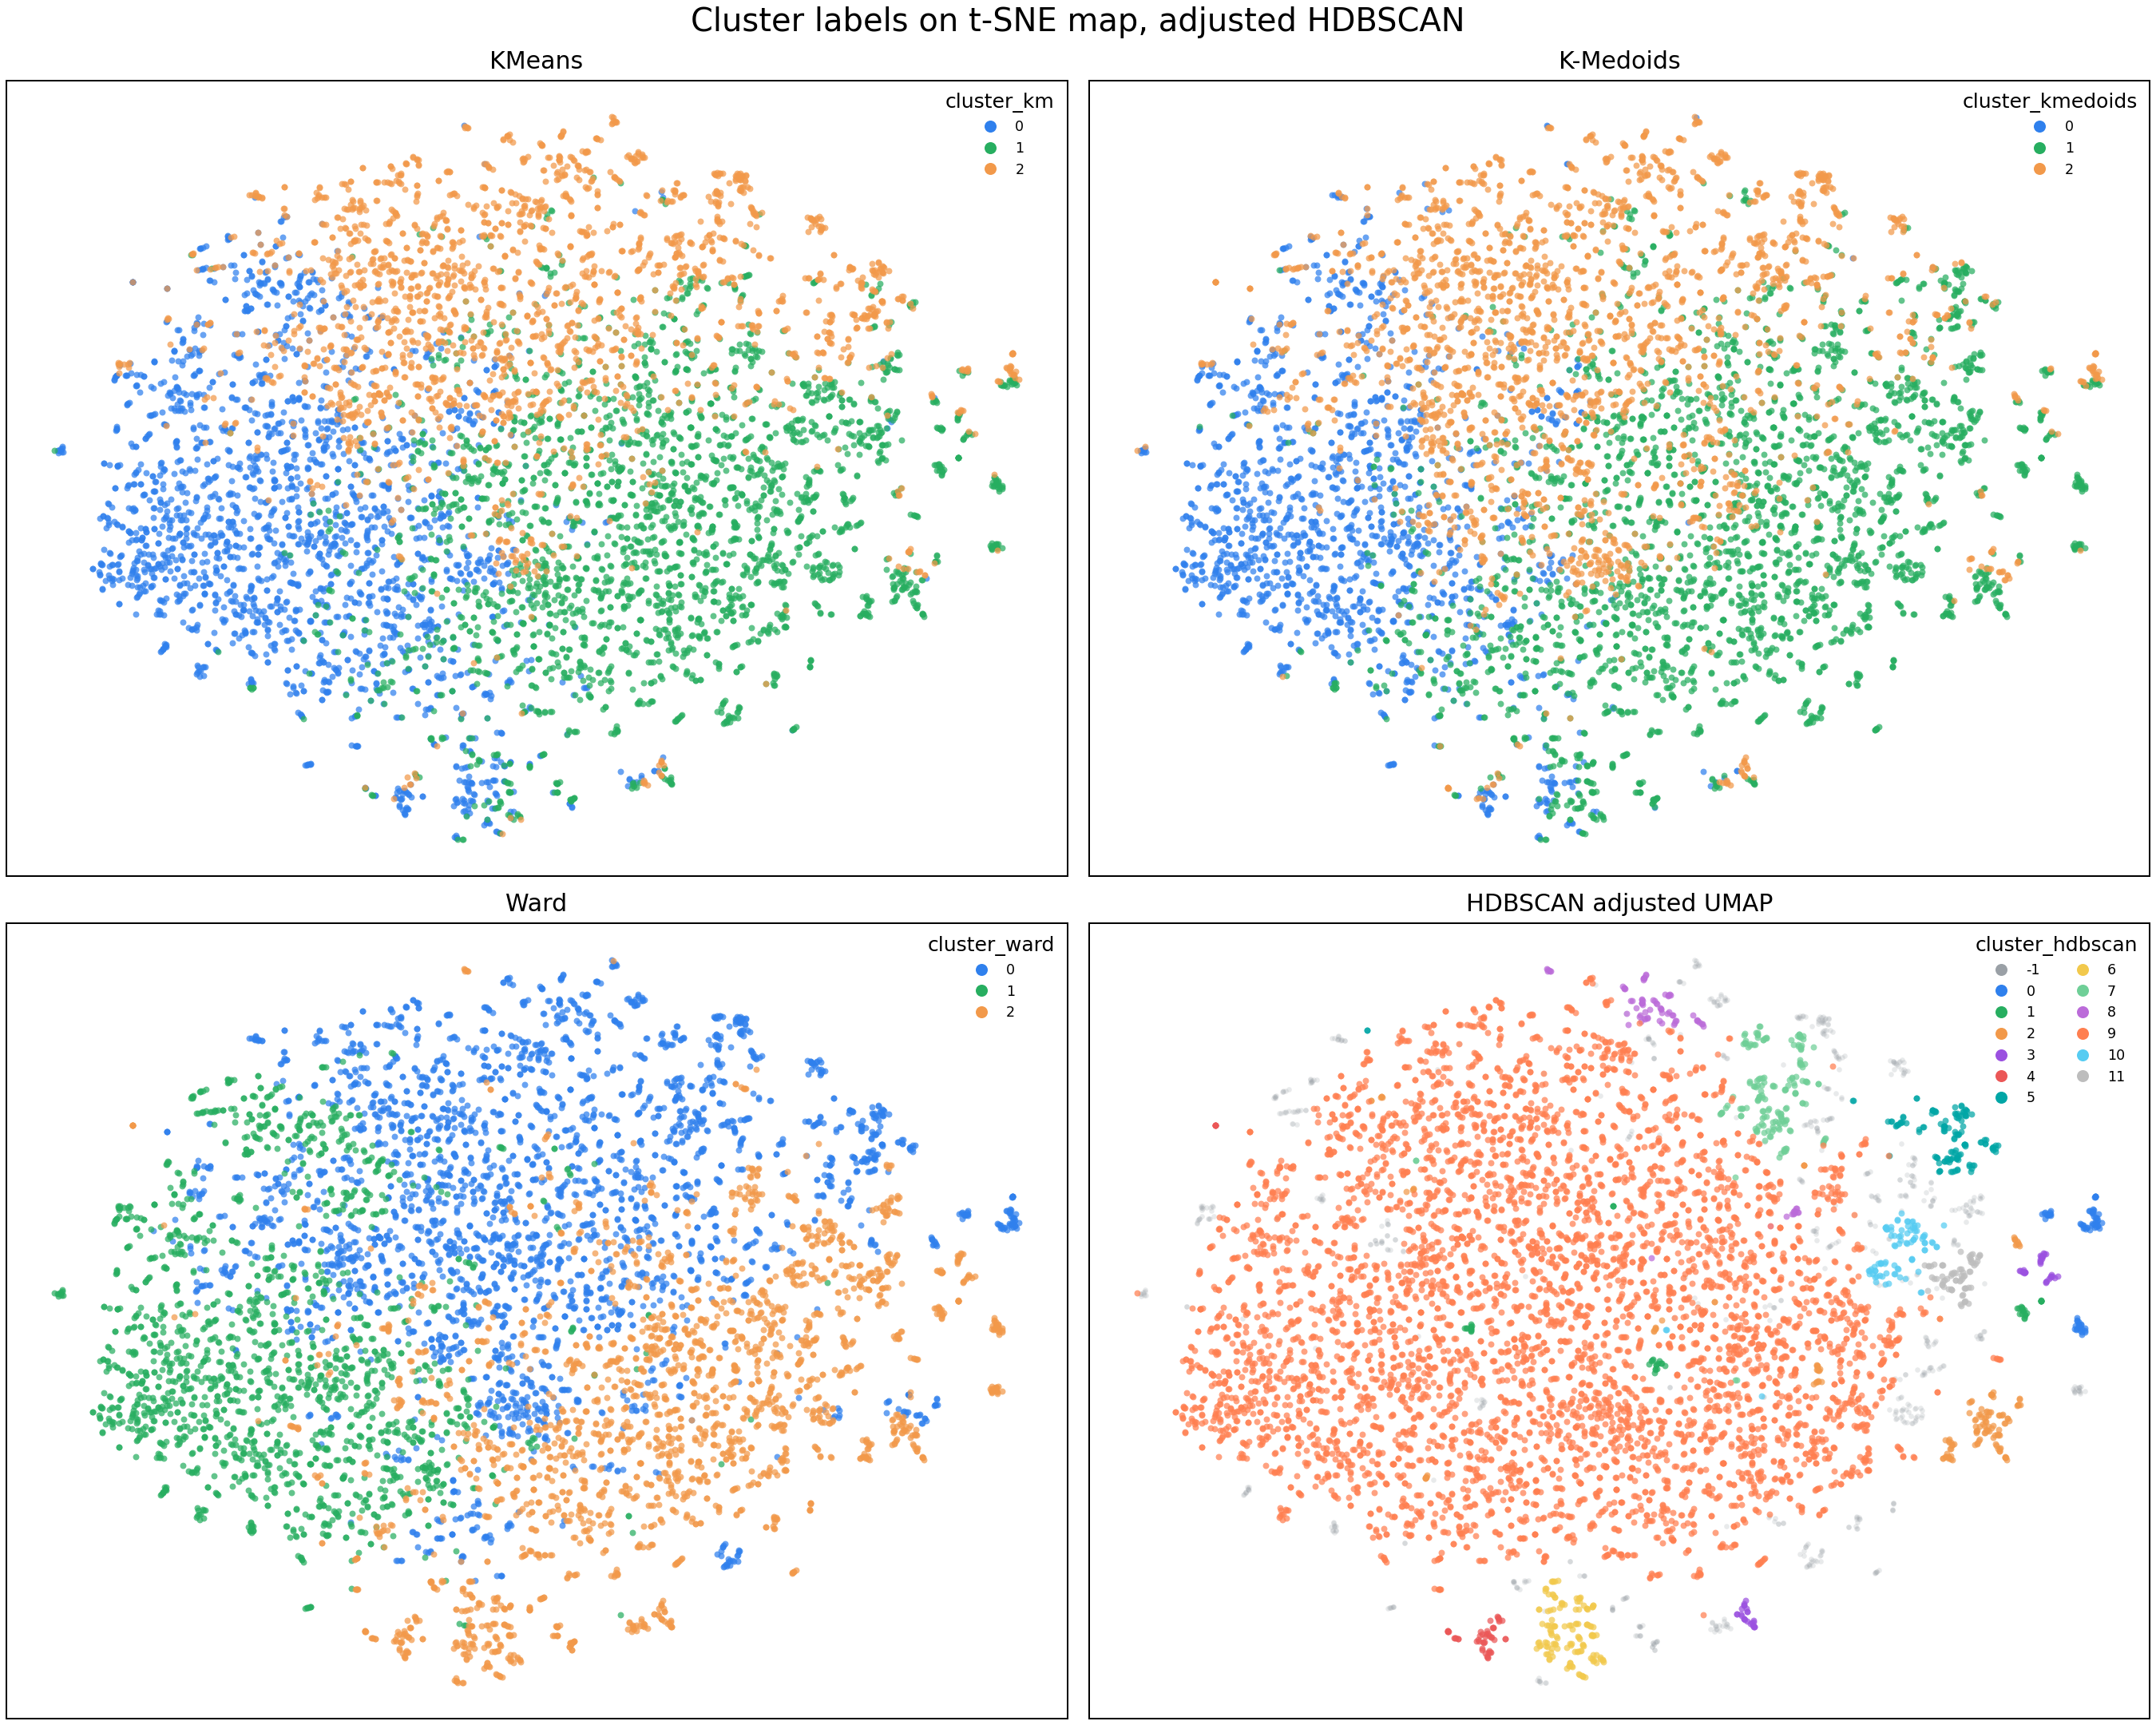 Cluster labels on t-SNE map, adjusted HDBSCAN
KMeans
cluster_km
0
1
2
K-Medoids
cluster_kmedoids
0
1
2
Ward
cluster_ward
0
1
2
HDBSCAN adjusted UMAP
cluster_hdbscan
-1
0
1
2
3
4
5
6
7
8
9
10
11